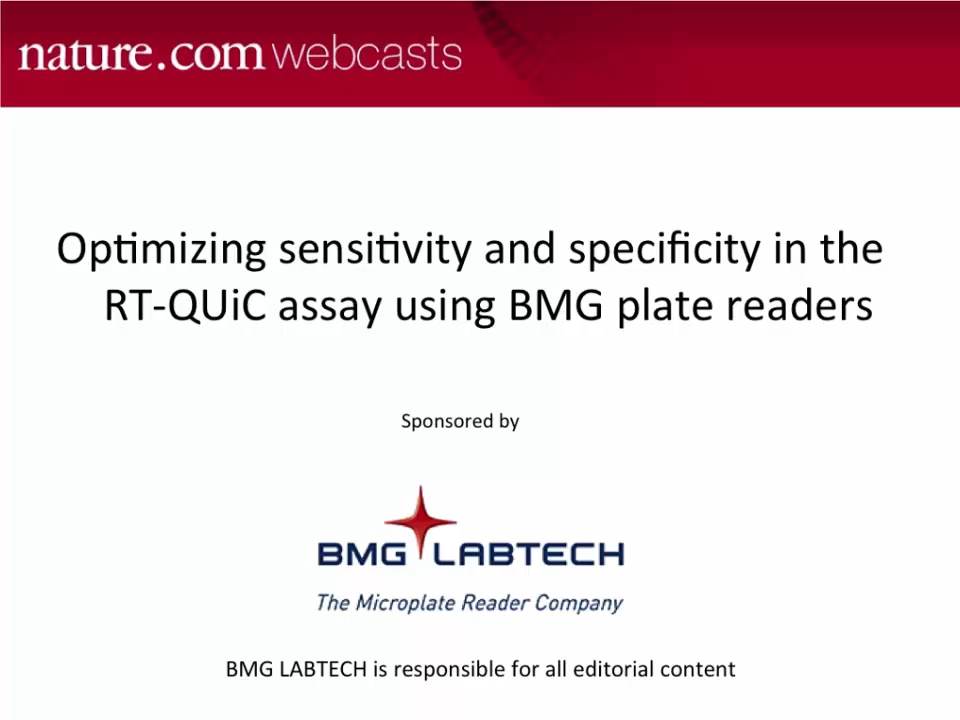 nature.com webcasts
Optimizing sensitivity and specificity in the
RT-QUiC assay using BMG plate readers
Sponsored by
BMG LABTECH
The Microplate Reader Company
BMG LABTECH is responsible for all editorial content